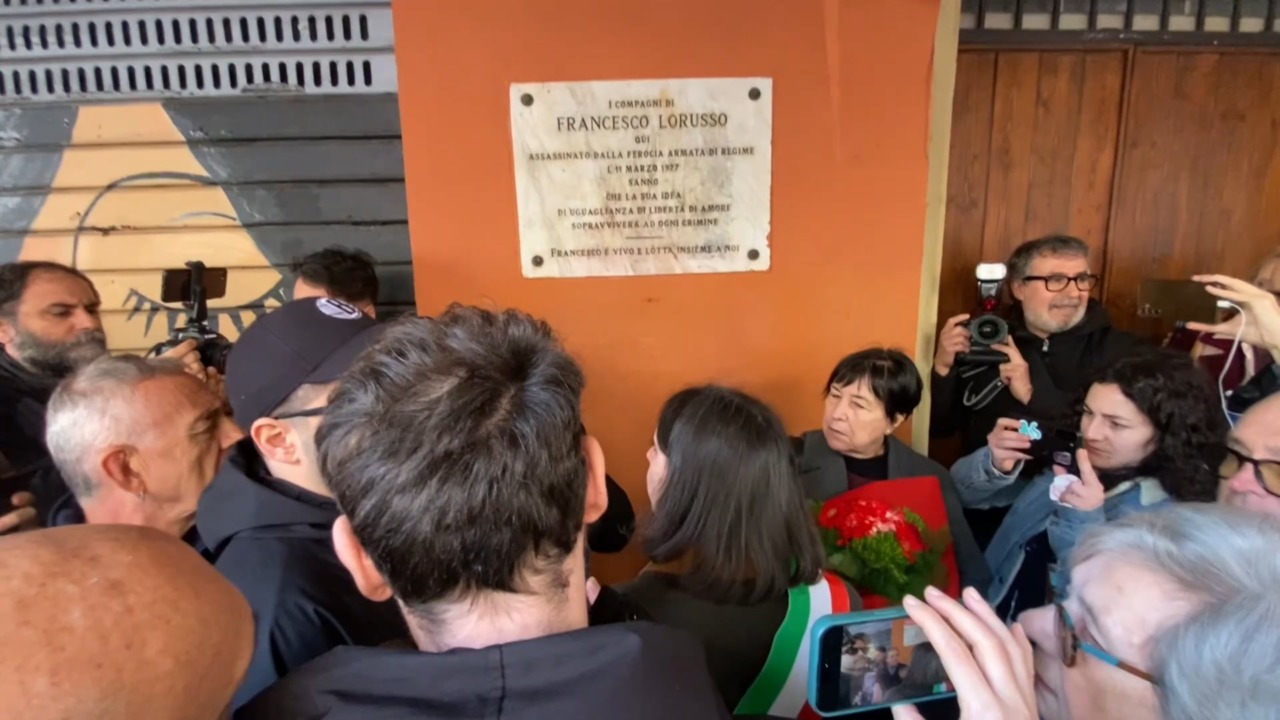 I COMPAGNI DI
FRANCESCO LORUSSO
QUI
ASSASSINATO DALLA FEROCIA ARMATA DI REGIME
L'11 MARZO 1977
SANNO
CHE LA SUA IDEA
DI UGUAGLIANZA DI LIBERTÀ DI AMORE
SOPRAVVIVERÀ AD OGNI CRIMINE
FRANCESCO È VIVO E LOTTA INSIEME A NOI